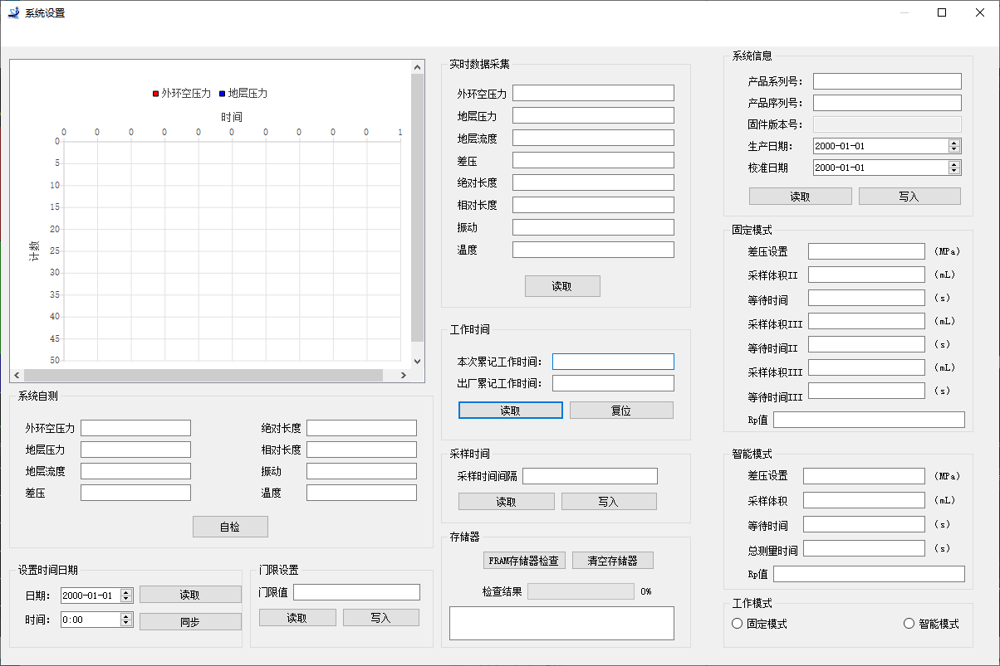 系统设置
外环空压力 地层压力
时间
0 0 0 0 0 0 0 0 0 0 1
0
5
10
15
20
25
30
35
40
45
50
计数
系统自测
外环空压力 绝对长度
地层压力 相对长度
地层流度 振动
差压 温度
自检
设置时间日期
日期: 2000-01-01 读取
时间: 0:00 同步
门限设置
门限值
读取 写入
实时数据采集
外环空压力
地层压力
地层流度
差压
绝对长度
相对长度
振动
温度
读取
工作时间
本次累记工作时间:
出厂累记工作时间:
读取 复位
采样时间
采样时间间隔
读取 写入
存储器
FRAM存储器检查 清空存储器
检查结果 0%
系统信息
产品系列号:
产品序列号:
固件版本号:
生产日期: 2000-01-01
校准日期 2000-01-01
读取 写入
固定模式
差压设置 (MPa)
采样体积II (mL)
等待时间 (s)
采样体积III (mL)
等待时间II (s)
采样体积III (mL)
等待时间III (s)
Rp值
智能模式
差压设置 (MPa)
采样体积 (mL)
等待时间 (s)
总测量时间 (s)
Rp值
工作模式
固定模式 智能模式